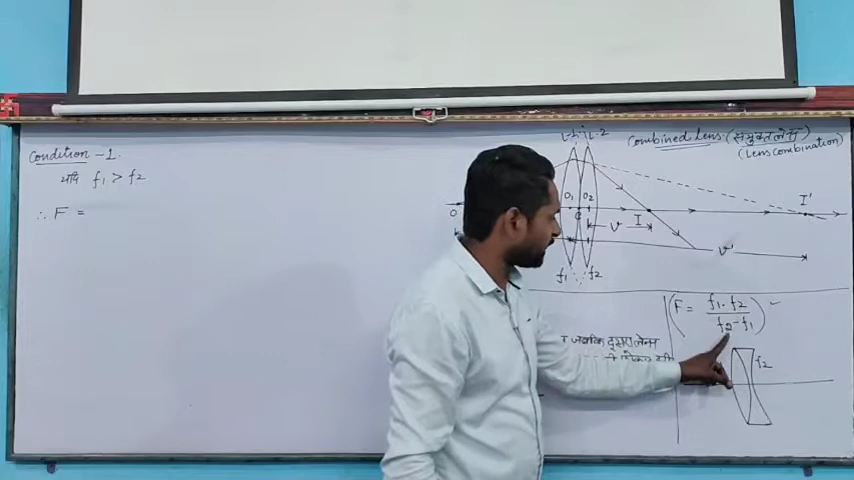 Condition - 1.
यदि f₁ > f₂
∴ F =
Combined Lens (संयुक्त लेंस)
(Lens Combination)
L-1 L-2
O₁ O₂
C
O
I
I'
v
v'
f₁ f₂
F = f₁ . f₂ / f₂ - f₁
जबकि दूसरा लेन्स
f₂